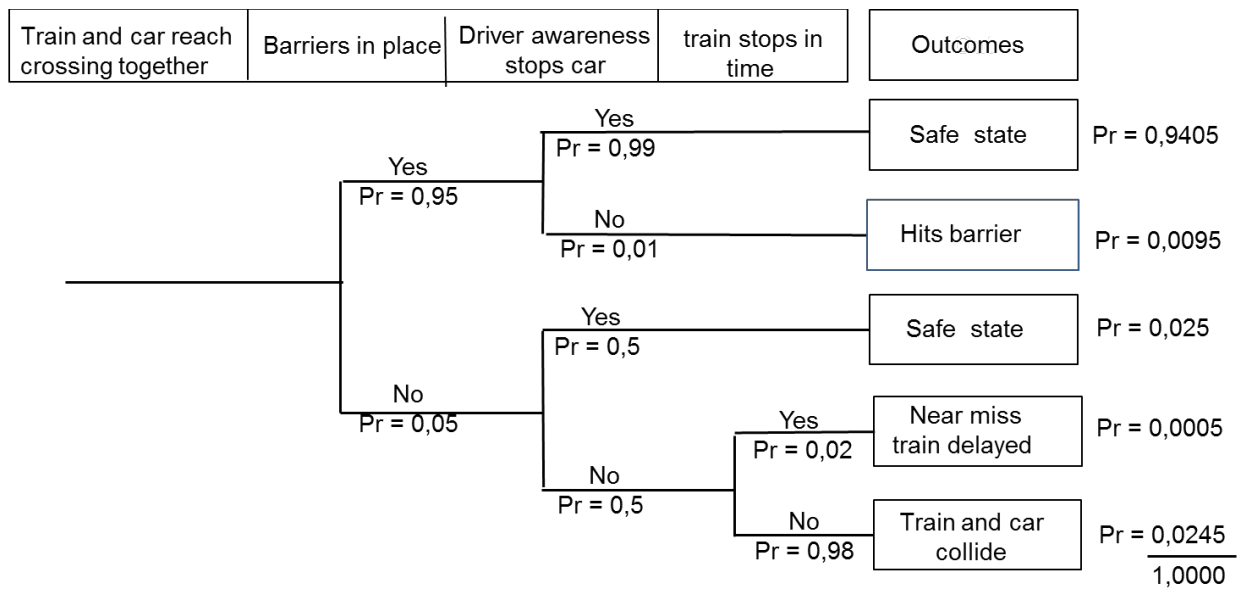 Train and car reach
crossing together
Barriers in place
Driver awareness
stops car
train stops in
time
Outcomes
Yes
Pr = 0,99
Safe state
Pr = 0,9405
Yes
Pr = 0,95
No
Pr = 0,01
Hits barrier
Pr = 0,0095
Yes
Pr = 0,5
Safe state
Pr = 0,025
No
Pr = 0,05
Yes
Pr = 0,02
Near miss
train delayed
Pr = 0,0005
No
Pr = 0,5
No
Pr = 0,98
Train and car
collide
Pr = 0,0245
1,0000